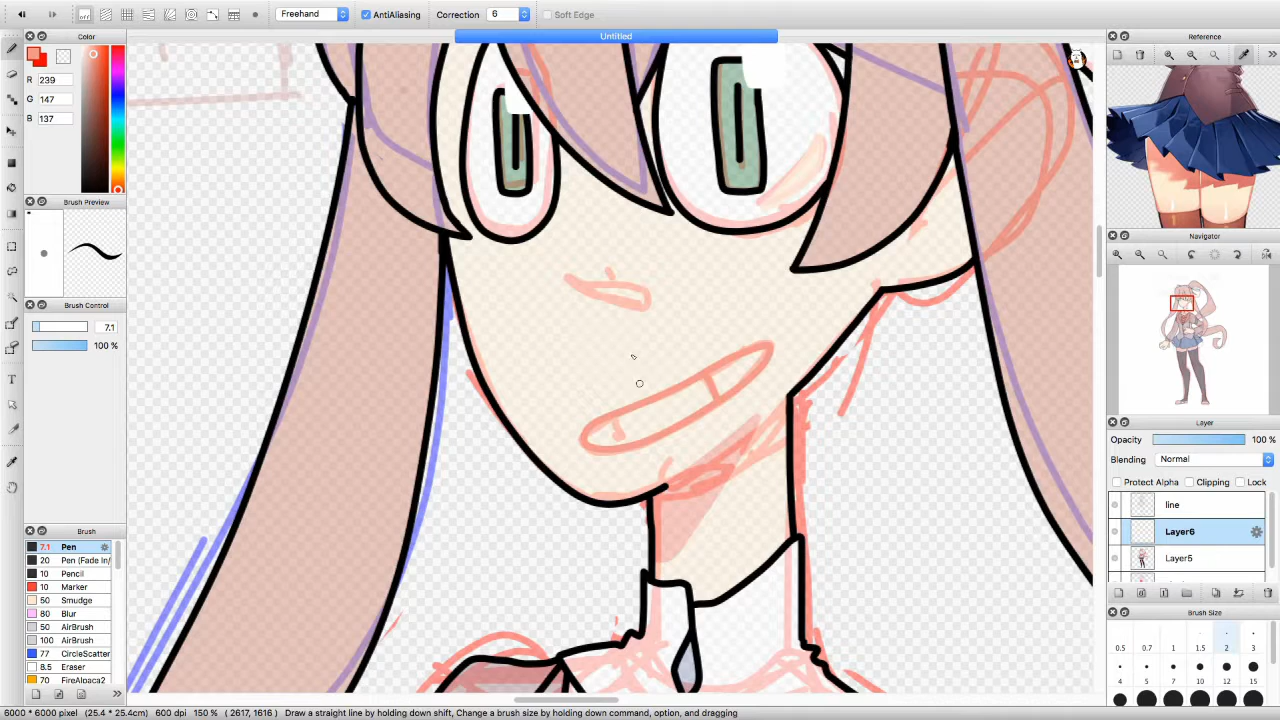 off
Freehand
AntiAliasing
Correction
6
Soft Edge
Untitled
Color
R
239
G
147
B
137
Brush Preview
Brush Control
7.1
100 %
Brush
7.1 Pen
20 Pen (Fade In/
10 Pencil
10 Marker
50 Smudge
80 Blur
50 AirBrush
100 AirBrush
77 CircleScatter
8.5 Eraser
70 FireAlpaca2
Reference
Navigator
Layer
Opacity
100 %
Blending
Normal
Protect Alpha
Clipping
Lock
line
Layer6
Layer5
Brush Size
0.5 0.7 1 1.5 2 3
4 5 7 10 12 15
6000 * 6000 pixel (25.4 * 25.4cm) 600 dpi 150 % ( 2617, 1616 ) Draw a straight line by holding down shift, Change a brush size by holding down command, option, and dragging